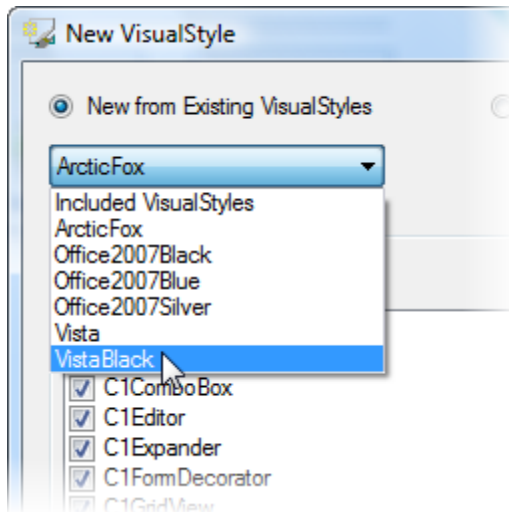 New VisualStyle
New from Existing VisualStyles
ArcticFox
Included VisualStyles
ArcticFox
Office2007Black
Office2007Blue
Office2007Silver
Vista
VistaBlack
C1ComboBox
C1Editor
C1Expander
C1FormDecorator
C1GridView